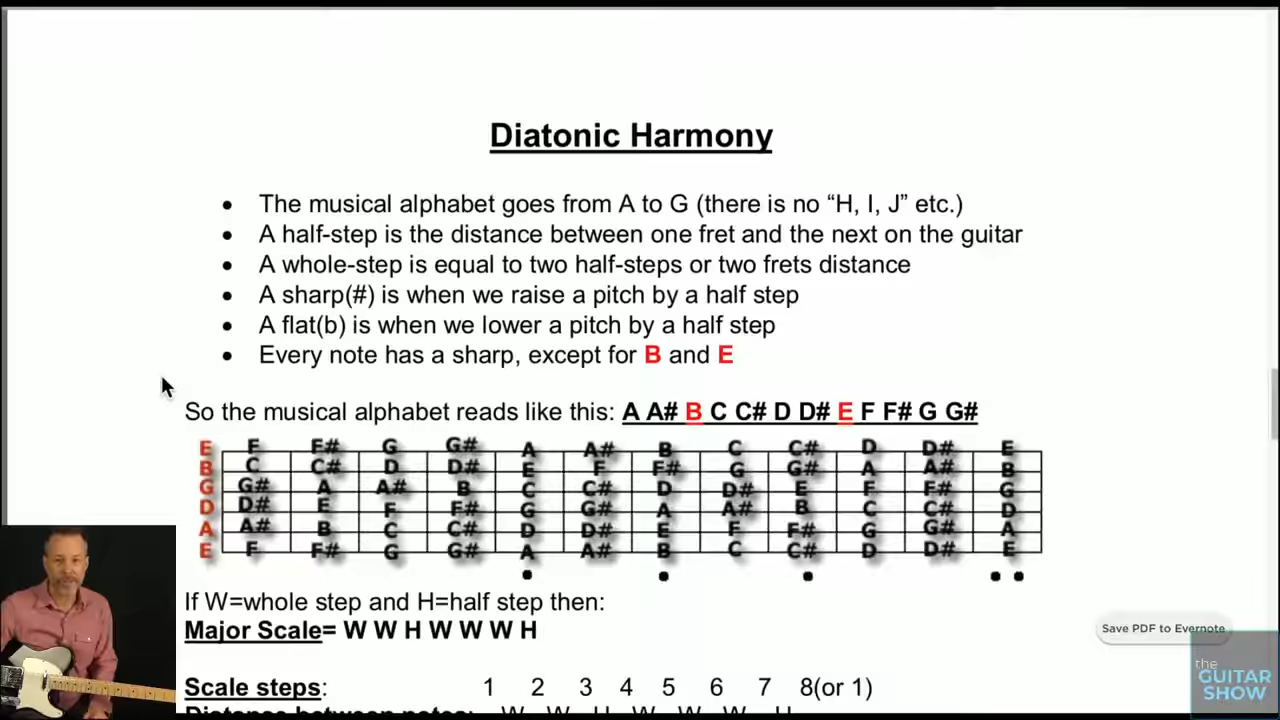 Diatonic Harmony
• The musical alphabet goes from A to G (there is no “H, I, J” etc.)
• A half-step is the distance between one fret and the next on the guitar
• A whole-step is equal to two half-steps or two frets distance
• A sharp(#) is when we raise a pitch by a half step
• A flat(b) is when we lower a pitch by a half step
• Every note has a sharp, except for B and E
So the musical alphabet reads like this: A A# B C C# D D# E F F# G G#
E F F# G G# A A# B C C# D D# E
B C C# D D# E F F# G G# A A# B
G G# A A# B C C# D D# E F F# G
D D# E F F# G G# A A# B C C# D
A A# B C C# D D# E F F# G G# A
E F F# G G# A A# B C C# D D# E
If W=whole step and H=half step then:
Major Scale= W W H W W W H
Save PDF to Evernote
Scale steps: 1 2 3 4 5 6 7 8(or 1)
Distance between notes: W W H W W W H
the
GUITAR
SHOW